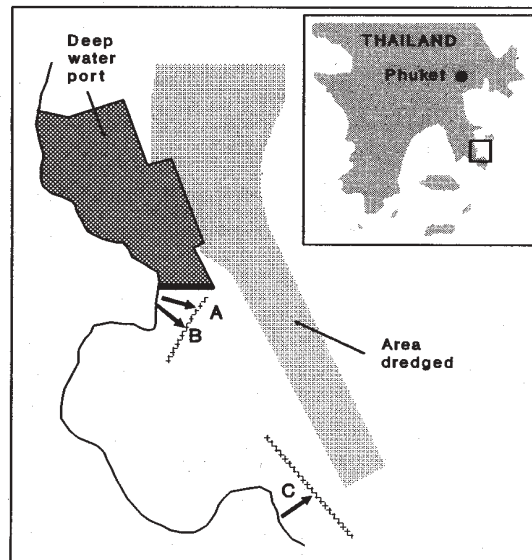 Deep
water
port
THAILAND
Phuket
A
B
Area
dredged
C